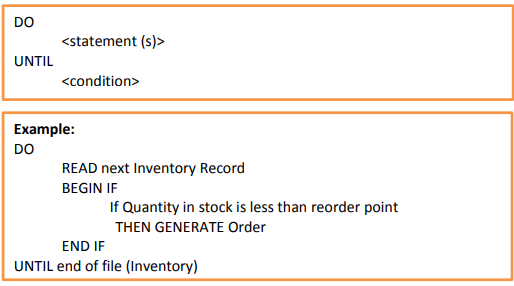 DO
<statement (s)>
UNTIL
<condition>
Example:
DO
READ next Inventory Record
BEGIN IF
If Quantity in stock is less than reorder point
THEN GENERATE Order
END IF
UNTIL end of file (Inventory)